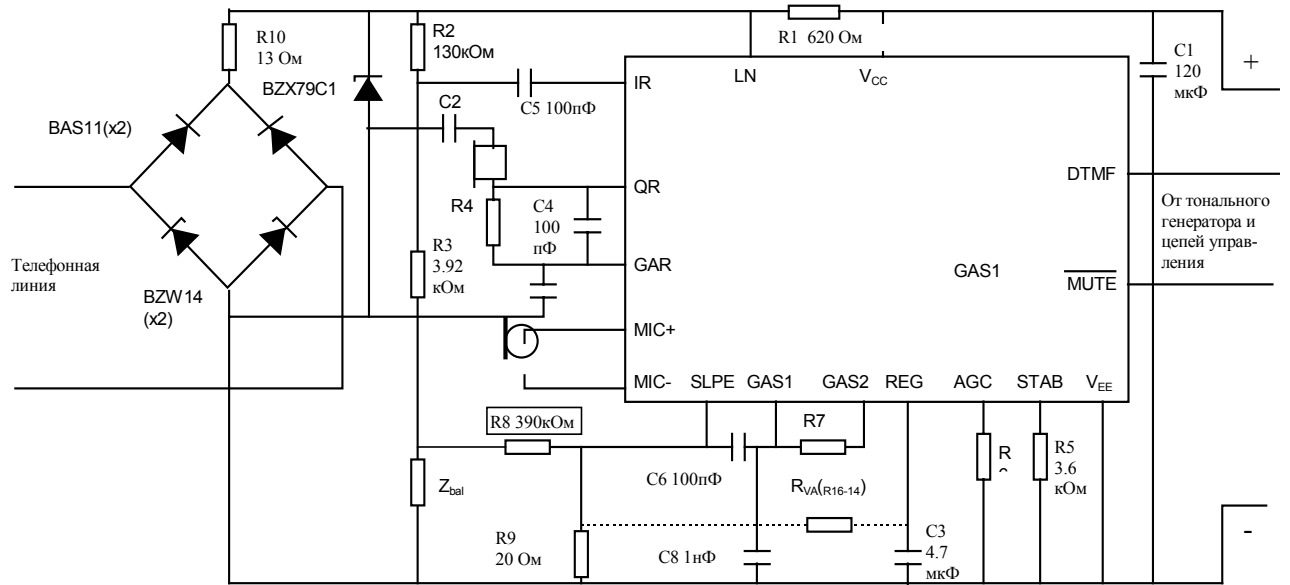 R10
13 Ом
R2
130кОм
R1 620 Ом
C1
120
мкФ
+
BZX79C1
C5 100пФ
IR
LN
VCC
BAS11(x2)
C2
QR
DTMF
R4
C4
100
пФ
От тонального
генератора и
цепей управ-
ления
R3
3.92
кОм
GAR
GAS1
MUTE
Телефонная
линия
BZW14
(x2)
MIC+
MIC-
SLPE
GAS1
GAS2
REG
AGC
STAB
VEE
R8 390кОм
R7
R5
3.6
кОм
C6 100пФ
RVA(R16-14)
Zbal
R9
20 Ом
C8 1нФ
C3
4.7
мкФ
-